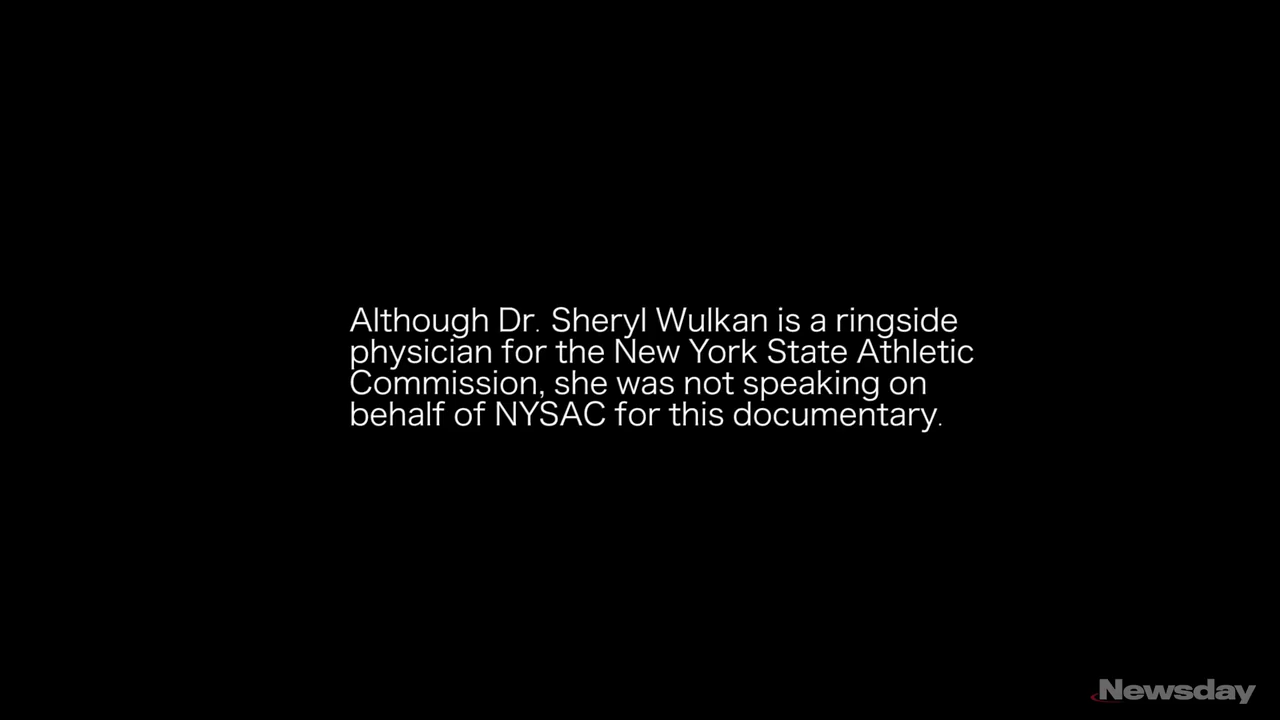 Although Dr. Sheryl Wulkan is a ringside
physician for the New York State Athletic
Commission, she was not speaking on
behalf of NYSAC for this documentary.
Newsday